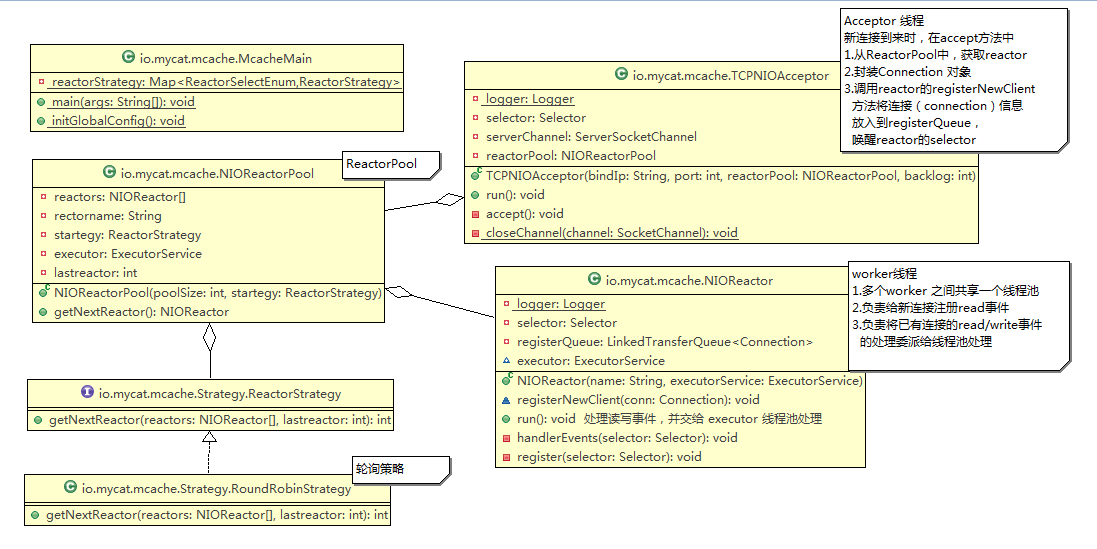 io.mycat.mcache.McacheMain
reactorStrategy: Map<ReactorSelectEnum,ReactorStrategy>
main(args: String[]): void
initGlobalConfig(): void
ReactorPool
io.mycat.mcache.NIOReactorPool
reactors: NIOReactor[]
rectorname: String
startegy: ReactorStrategy
executor: ExecutorService
lastreactor: int
NIOReactorPool(poolSize: int, startegy: ReactorStrategy)
getNextReactor(): NIOReactor
io.mycat.mcache.Strategy.ReactorStrategy
getNextReactor(reactors: NIOReactor[], lastreactor: int): int
轮询策略
io.mycat.mcache.Strategy.RoundRobinStrategy
getNextReactor(reactors: NIOReactor[], lastreactor: int): int
io.mycat.mcache.TCPNIOAcceptor
logger: Logger
selector: Selector
serverChannel: ServerSocketChannel
reactorPool: NIOReactorPool
TCPNIOAcceptor(bindIp: String, port: int, reactorPool: NIOReactorPool, backlog: int)
run(): void
accept(): void
closeChannel(channel: SocketChannel): void
Acceptor 线程
新连接到来时，在accept方法中
1.从ReactorPool中，获取reactor
2.封装Connection 对象
3.调用reactor的registerNewClient
方法将连接（connection）信息
放入到registerQueue，
唤醒reactor的selector
io.mycat.mcache.NIOReactor
logger: Logger
selector: Selector
registerQueue: LinkedTransferQueue<Connection>
executor: ExecutorService
NIOReactor(name: String, executorService: ExecutorService)
registerNewClient(conn: Connection): void
run(): void 处理读写事件，并交给 executor 线程池处理
handlerEvents(selector: Selector): void
register(selector: Selector): void
worker线程
1.多个worker 之间共享一个线程池
2.负责给新连接注册read事件
3.负责将已有连接的read/write事件
的处理委派给线程池处理